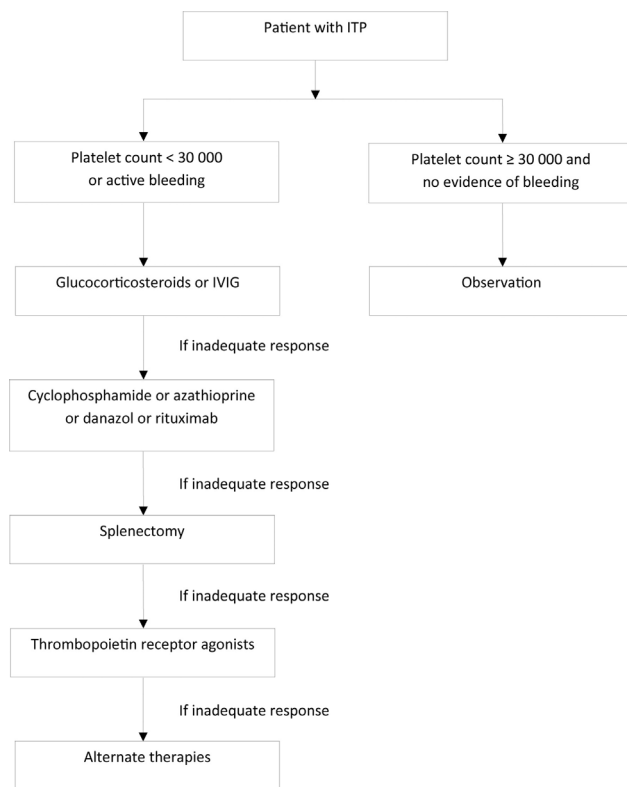 Patient with ITP
Platelet count < 30 000
or active bleeding
Platelet count ≥ 30 000 and
no evidence of bleeding
Glucocorticosteroids or IVIG
Observation
If inadequate response
Cyclophosphamide or azathioprine
or danazol or rituximab
If inadequate response
Splenectomy
If inadequate response
Thrombopoietin receptor agonists
If inadequate response
Alternate therapies